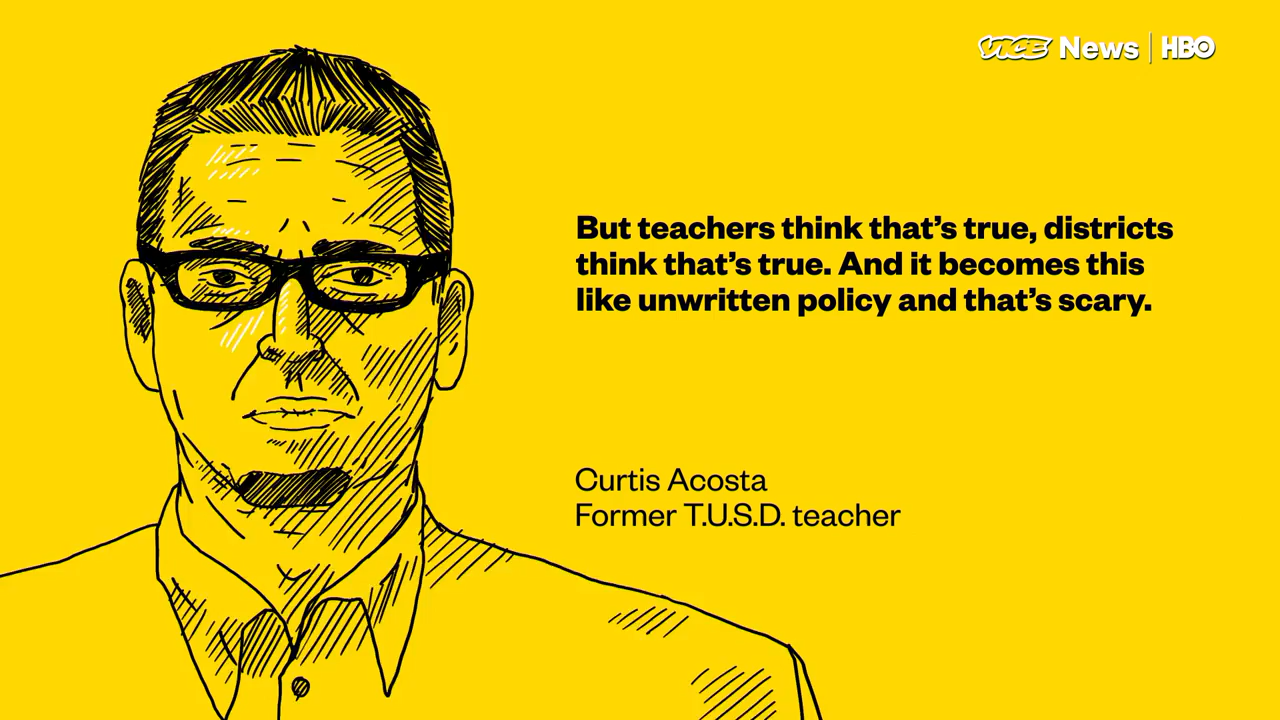 VICE News | HBO
But teachers think that’s true, districts
think that’s true. And it becomes this
like unwritten policy and that’s scary.
Curtis Acosta
Former T.U.S.D. teacher